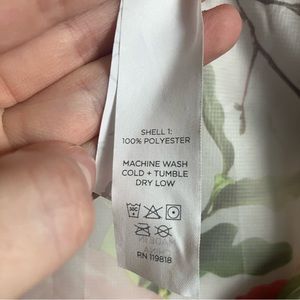 SHELL 1:
100% POLYESTER
MACHINE WASH
COLD + TUMBLE
DRY LOW
RN 119818